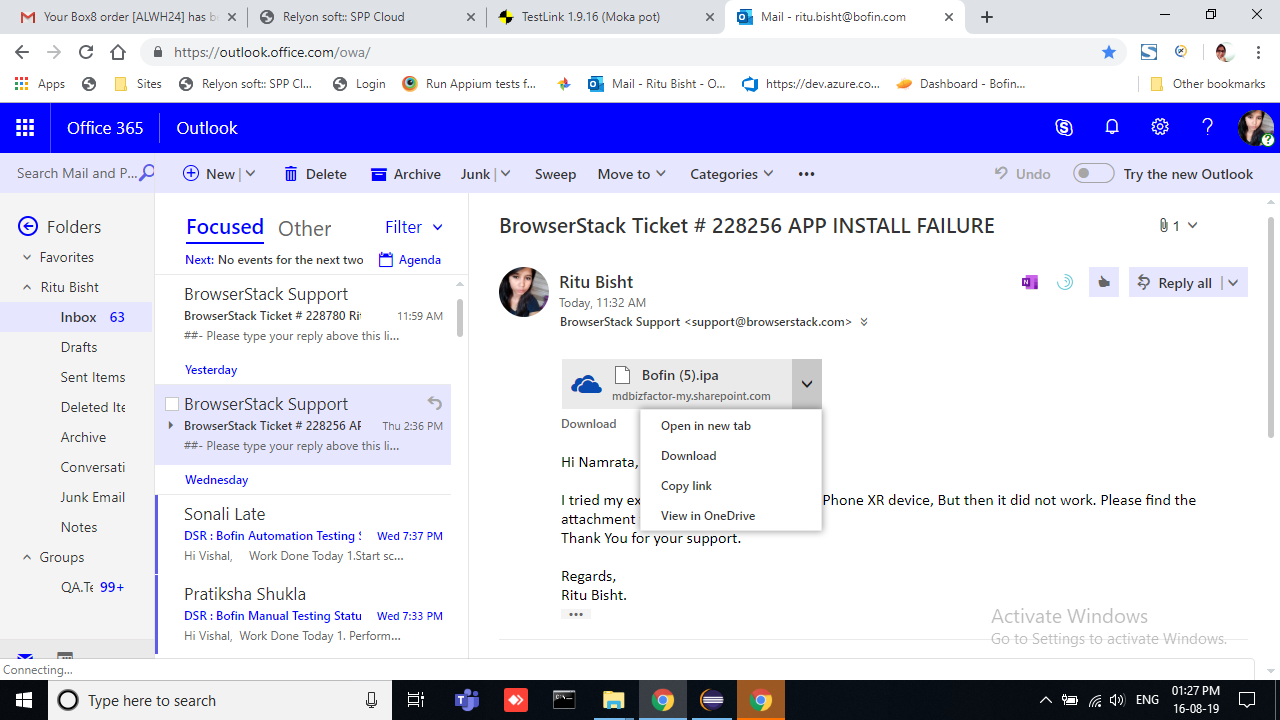 Your Box8 order [ALWH24] has b
Relyon soft:: SPP Cloud
TestLink 1.9.16 (Moka pot)
Mail - ritu.bisht@bofin.com
https://outlook.office.com/owa/
Apps
Sites
Relyon soft:: SPP Cl...
Login
Run Appium tests f...
Mail - Ritu Bisht - O...
https://dev.azure.co...
Dashboard - Bofin...
Other bookmarks
Office 365
Outlook
Search Mail and P...
New
Delete
Archive
Junk
Sweep
Move to
Categories
Undo
Try the new Outlook
Folders
Favorites
Ritu Bisht
Inbox 63
Drafts
Sent Items
Deleted Ite
Archive
Conversati
Junk Email
Notes
Groups
QA.Te 99+
Focused
Other
Filter
Next: No events for the next two
Agenda
BrowserStack Support
BrowserStack Ticket # 228780 Rit
11:59 AM
##- Please type your reply above this li...
Yesterday
BrowserStack Support
BrowserStack Ticket # 228256 AP
Thu 2:36 PM
##- Please type your reply above this li...
Wednesday
Sonali Late
DSR : Bofin Automation Testing S
Wed 7:37 PM
Hi Vishal, Work Done Today 1.Start sc...
Pratiksha Shukla
DSR : Bofin Manual Testing Statu
Wed 7:33 PM
Hi Vishal, Work Done Today 1. Perform...
BrowserStack Ticket # 228256 APP INSTALL FAILURE
1
Ritu Bisht
Today, 11:32 AM
BrowserStack Support <support@browserstack.com>
Reply all
Bofin (5).ipa
mdbizfactor-my.sharepoint.com
Download
Open in new tab
Download
Copy link
View in OneDrive
Hi Namrata,
I tried my ex Phone XR device, But then it did not work. Please find the
attachment
Thank You for your support.
Regards,
Ritu Bisht.
Activate Windows
Go to Settings to activate Windows.
Connecting...
Type here to search
ENG
01:27 PM
16-08-19